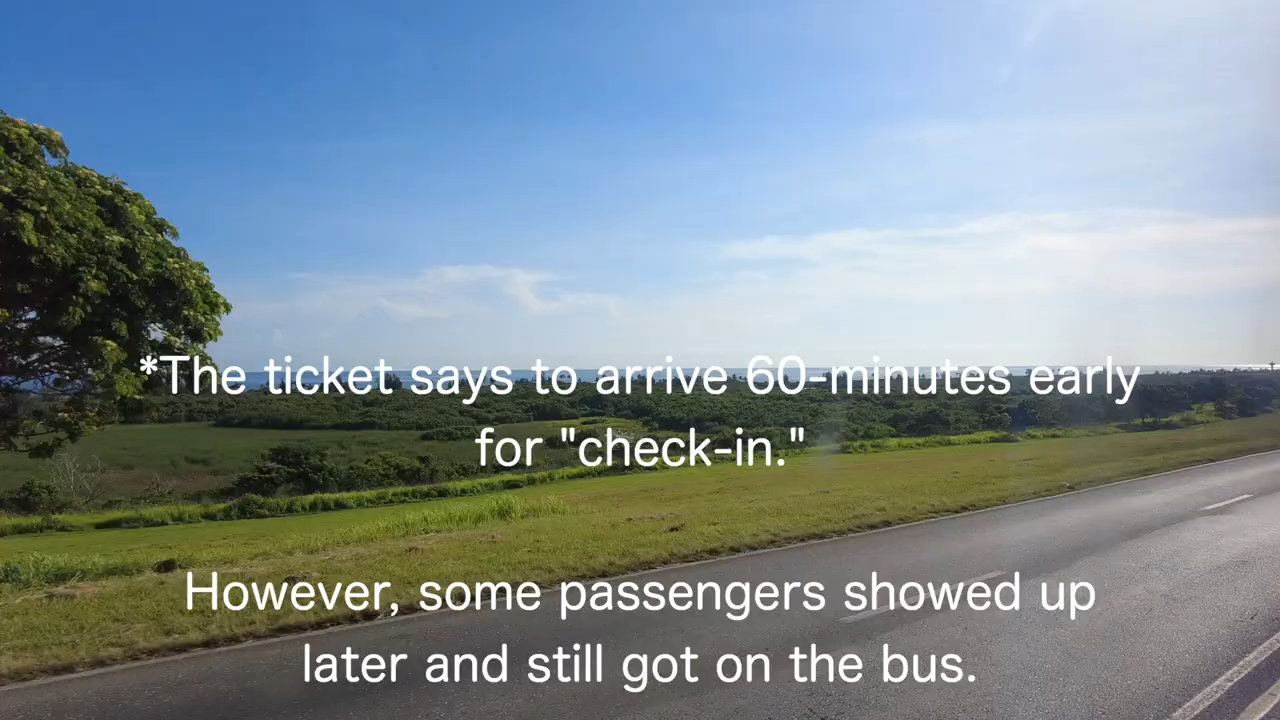 *The ticket says to arrive 60-minutes early
for "check-in."
However, some passengers showed up
later and still got on the bus.